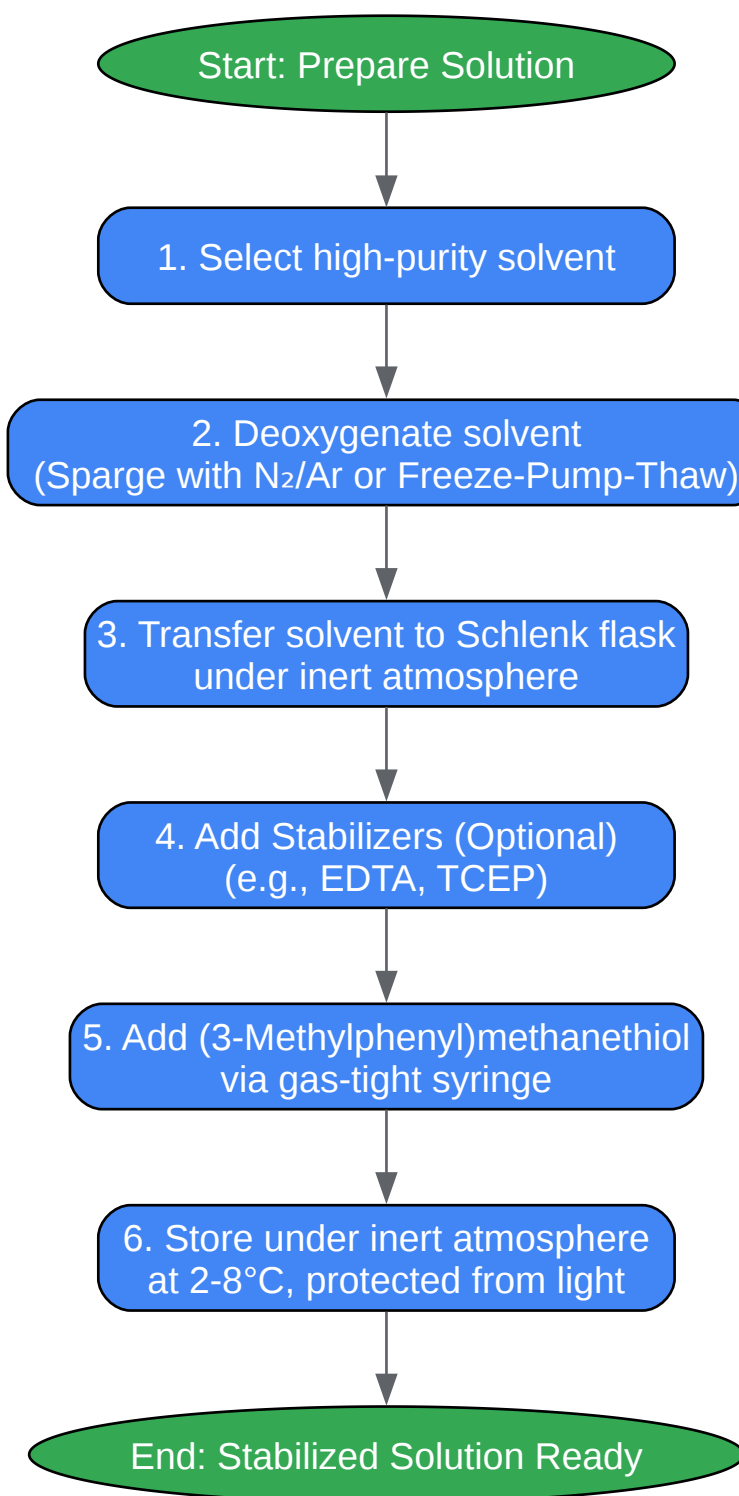 Start: Prepare Solution
1. Select high-purity solvent
2. Deoxygenate solvent
(Sparge with N₂/Ar or Freeze-Pump-Thaw)
3. Transfer solvent to Schlenk flask
under inert atmosphere
4. Add Stabilizers (Optional)
(e.g., EDTA, TCEP)
5. Add (3-Methylphenyl)methanethiol
via gas-tight syringe
6. Store under inert atmosphere
at 2-8°C, protected from light
End: Stabilized Solution Ready